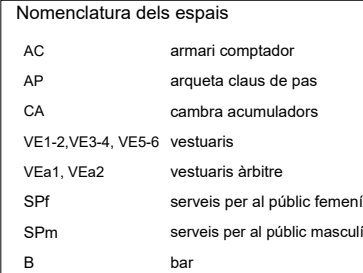 Nomenclatura dels espais
AC armari comptador
AP arqueta claus de pas
CA cambra acumuladors
VE1-2,VE3-4, VE5-6 vestuaris
VEa1, VEa2 vestuaris àrbitre
SPf serveis per al públic femení
SPm serveis per al públic masculí
B bar